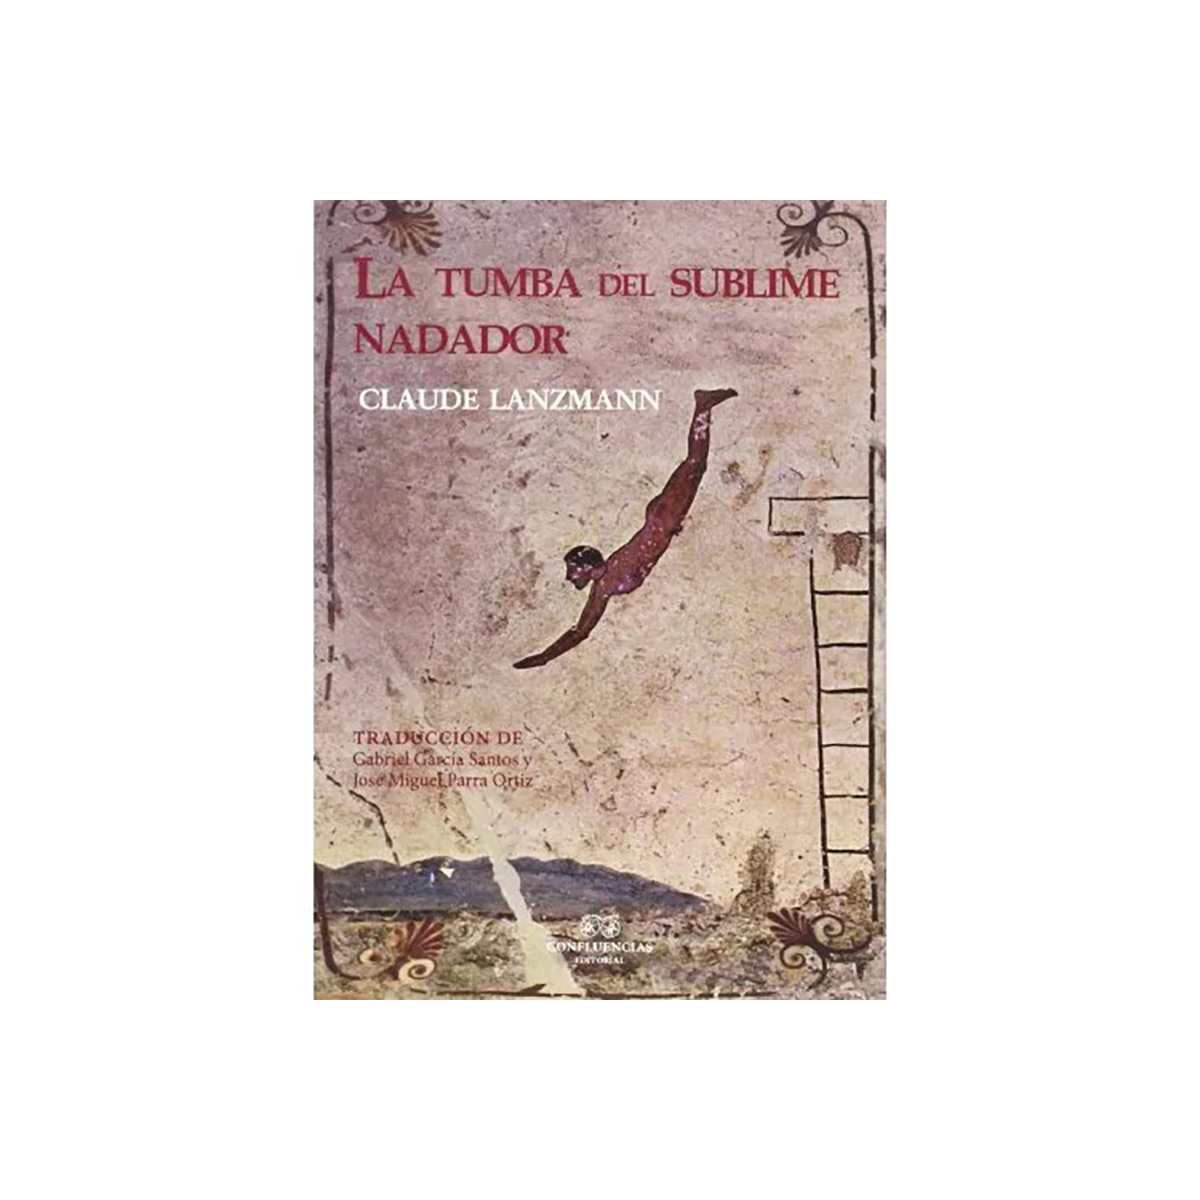 LA TUMBA DEL SUBLIME
NADADOR
CLAUDE LANZMANN
TRADUCCIÓN DE
Gabriel García Santos y
José Miguel Parra Ortiz
CONFLUENCIAS
EDITORIAL